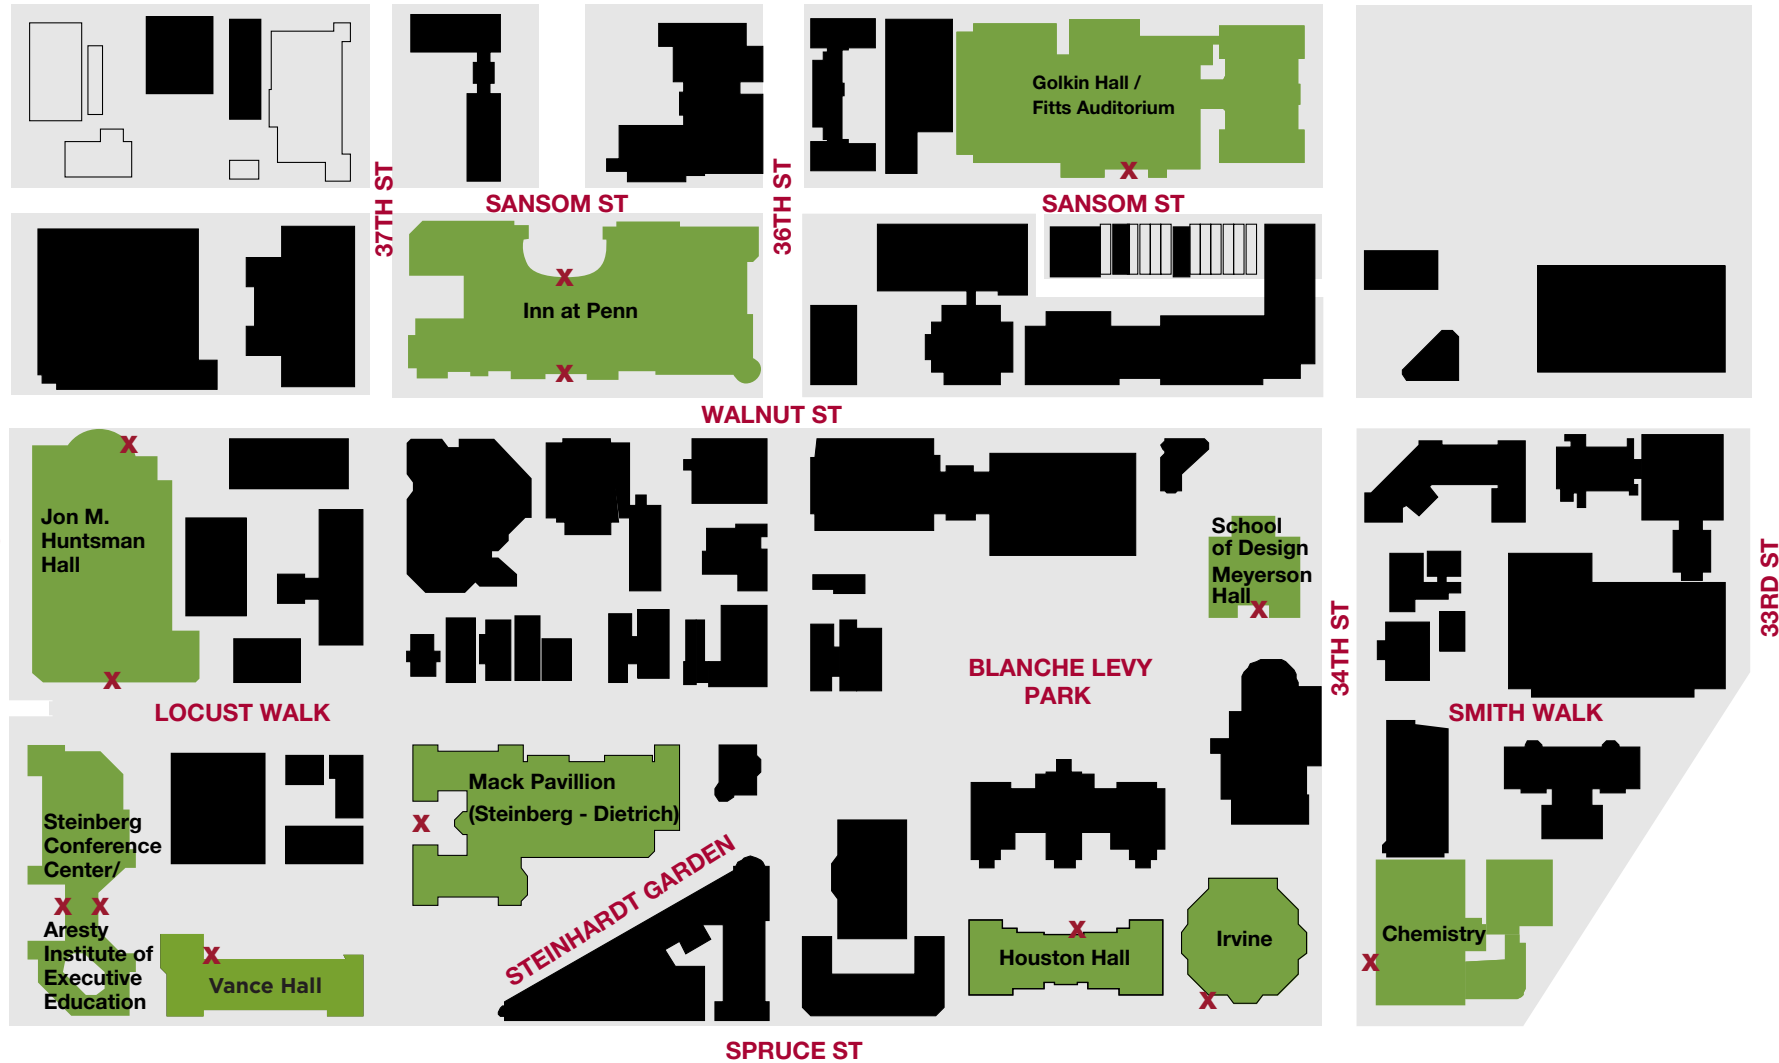 Golkin Hall /
Fitts Auditorium
X
37TH ST
SANSOM ST
36TH ST
SANSOM ST
X
Inn at Penn
X
WALNUT ST
X
Jon M.
Huntsman
Hall
X
School
of Design
Meyerson
Hall
X
34TH ST
33RD ST
BLANCHE LEVY
PARK
LOCUST WALK
SMITH WALK
Mack Pavillion
(Steinberg - Dietrich)
X
Steinberg
Conference
Center/
X X
Aresty
Institute of
Executive
Education
X
Vance Hall
STEINHARDT GARDEN
X
Houston Hall
Irvine
X
Chemistry
X
SPRUCE ST